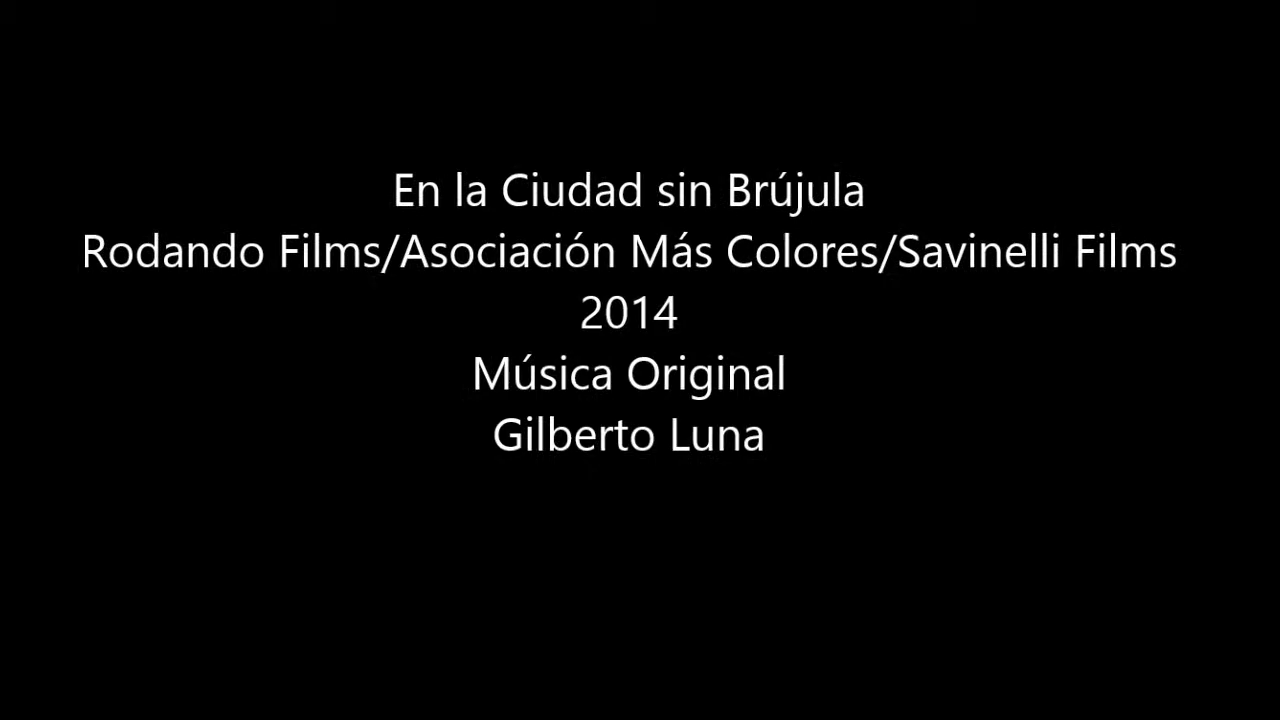 En la Ciudad sin Brújula
Rodando Films/Asociación Más Colores/Savinelli Films
2014
Música Original
Gilberto Luna